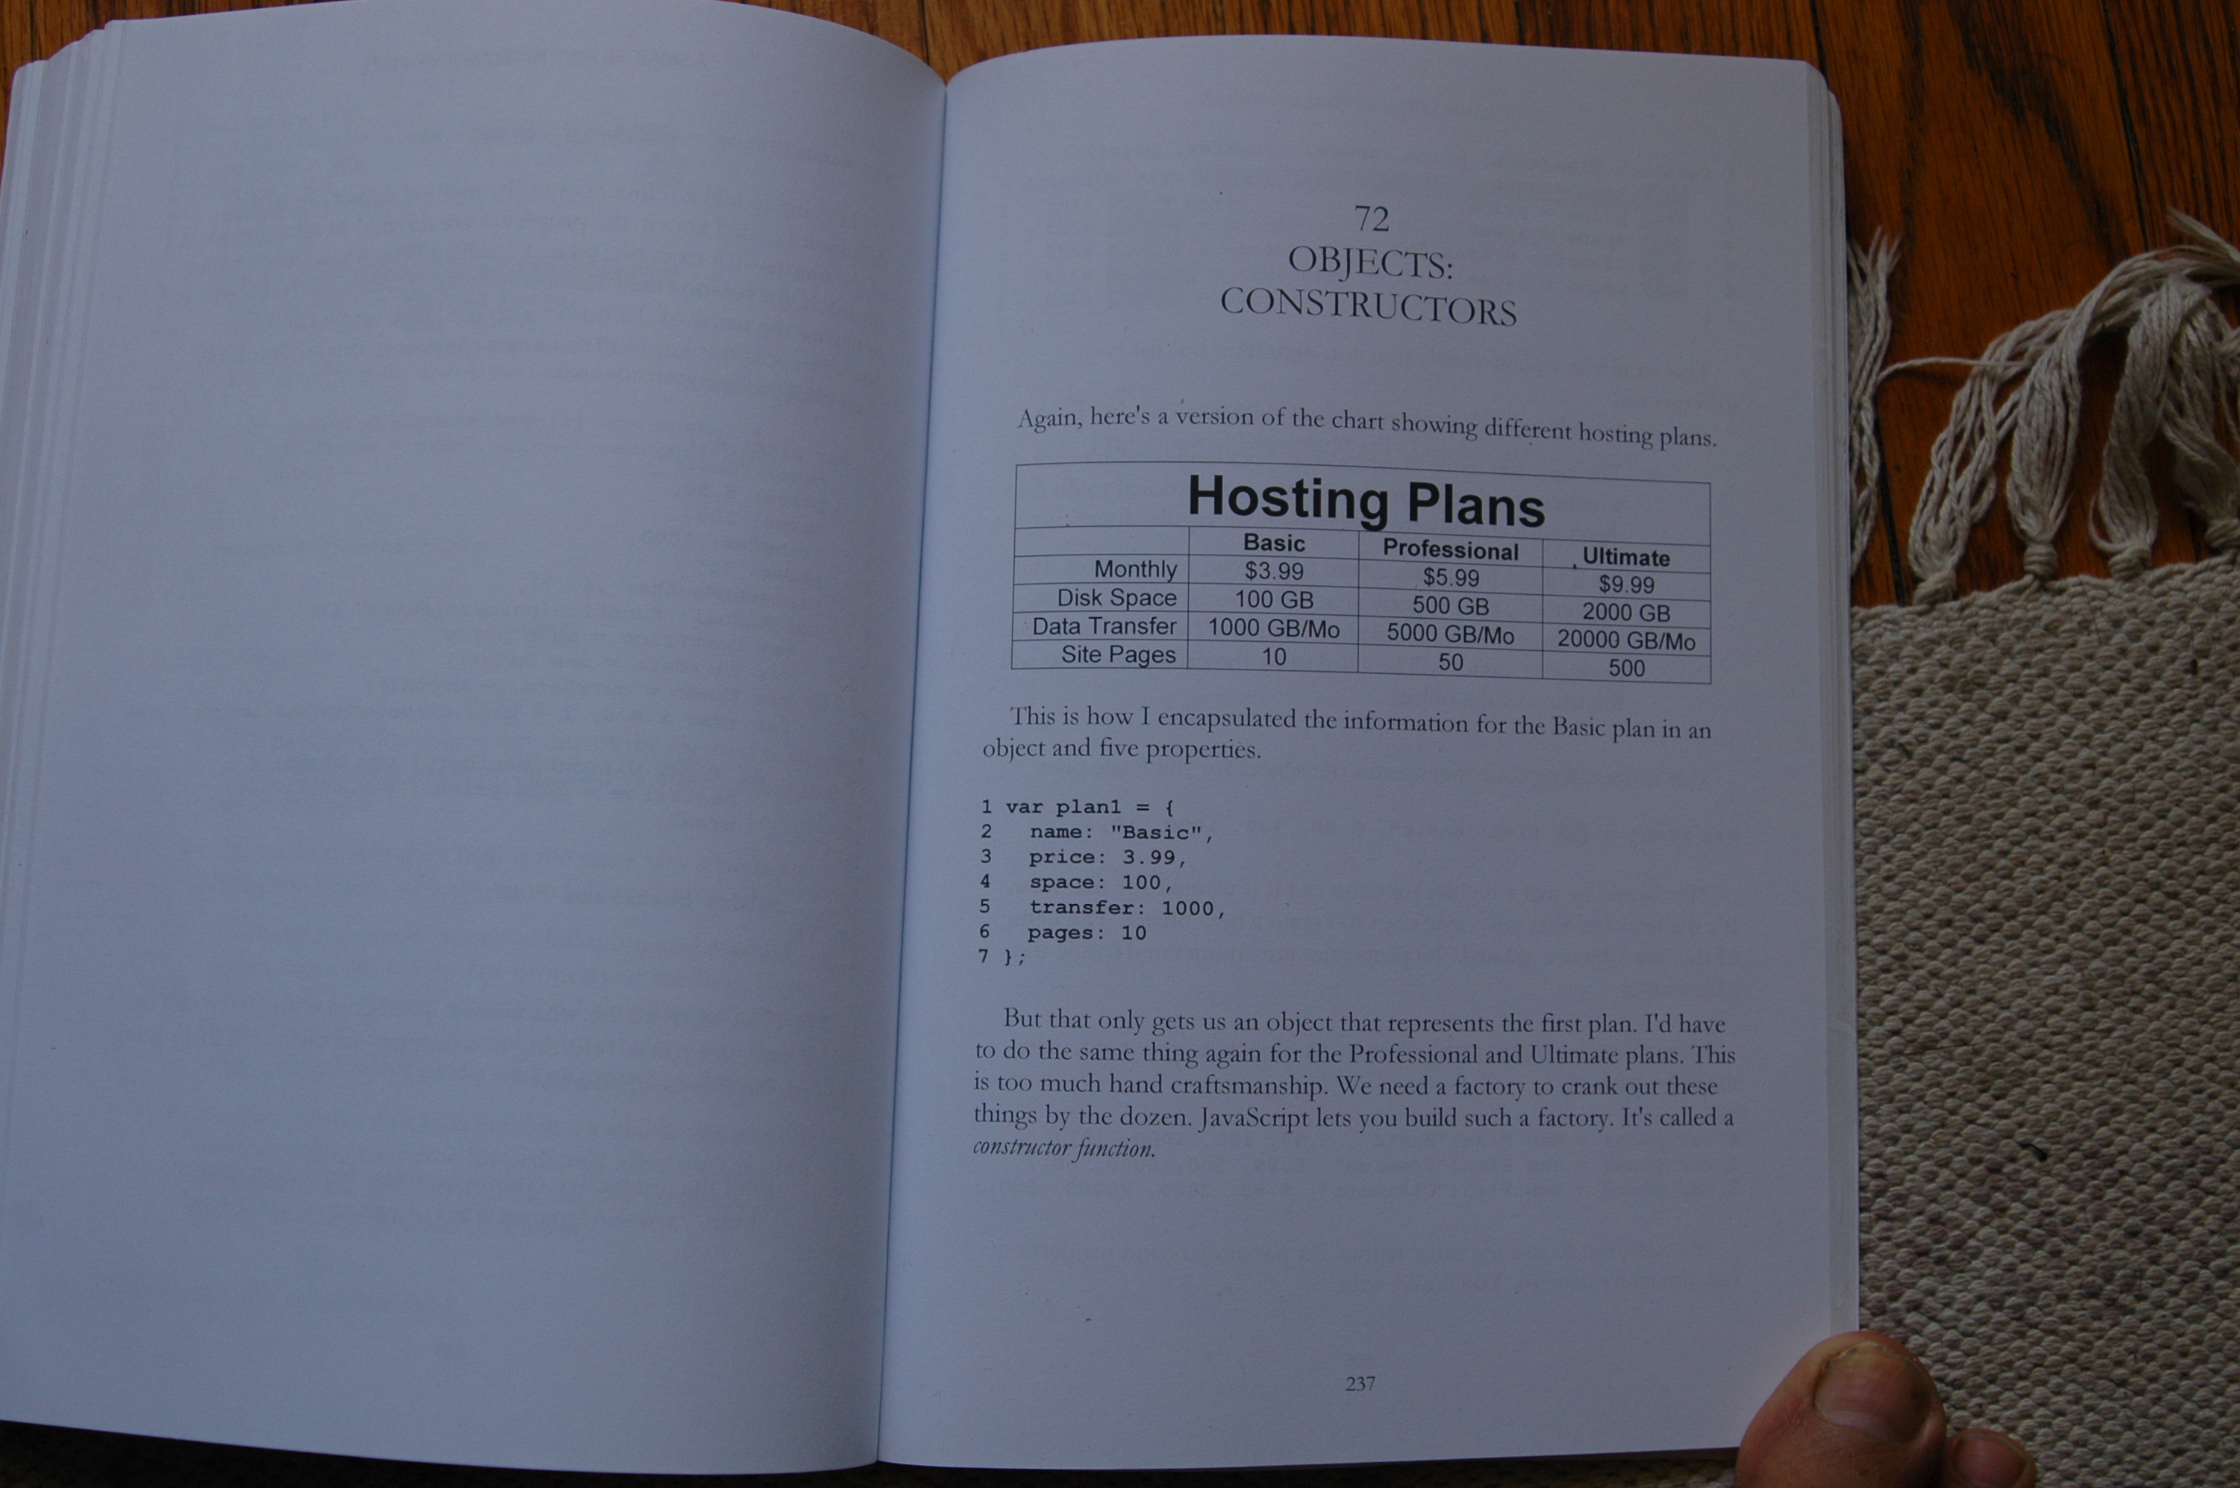 72
OBJECTS:
CONSTRUCTORS
Again, here's a version of the chart showing different hosting plans.
Hosting Plans
Basic Professional Ultimate
Monthly $3.99 $5.99 $9.99
Disk Space 100 GB 500 GB 2000 GB
Data Transfer 1000 GB/Mo 5000 GB/Mo 20000 GB/Mo
Site Pages 10 50 500
This is how I encapsulated the information for the Basic plan in an
object and five properties.
1 var plan1 = {
2   name: "Basic",
3   price: 3.99,
4   space: 100,
5   transfer: 1000,
6   pages: 10
7 };
But that only gets us an object that represents the first plan. I'd have
to do the same thing again for the Professional and Ultimate plans. This
is too much hand craftsmanship. We need a factory to crank out these
things by the dozen. JavaScript lets you build such a factory. It's called a
constructor function.
237